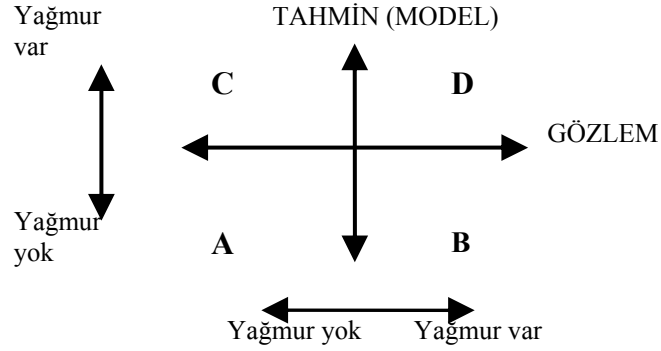 Yağmur
var
TAHMİN (MODEL)
C
D
GÖZLEM
Yağmur
yok
A
B
Yağmur yok
Yağmur var